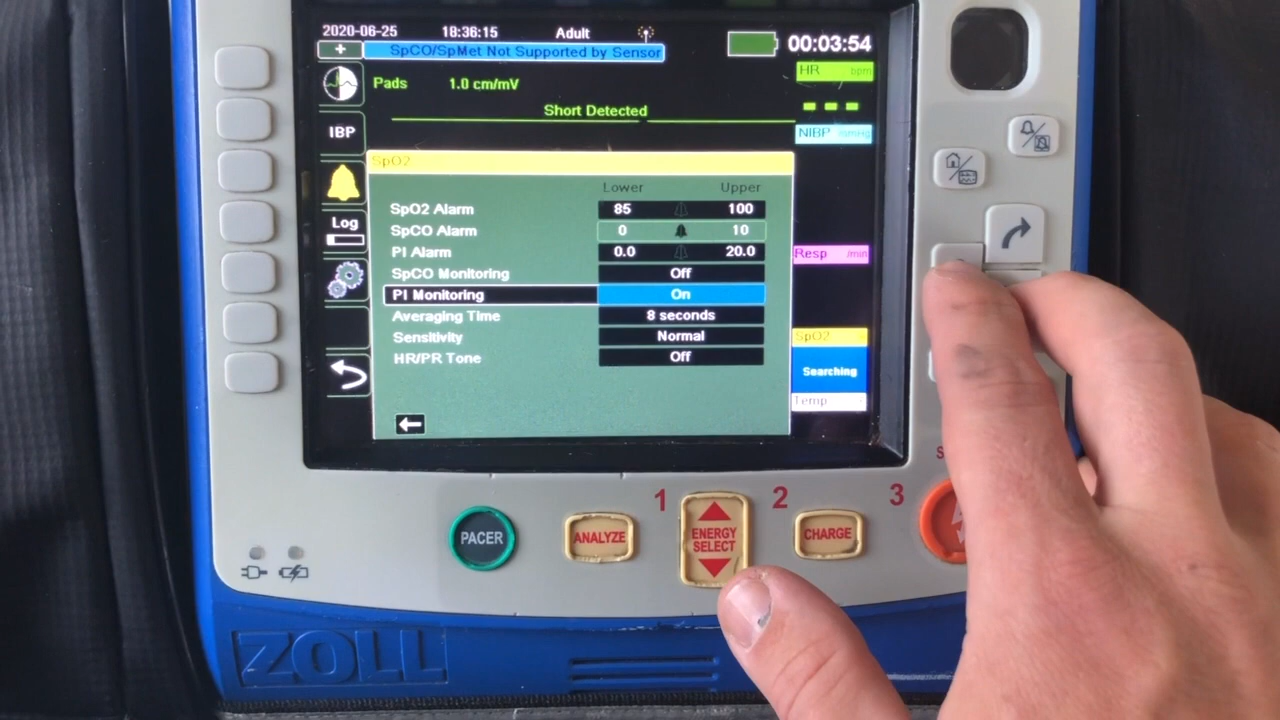 2020-06-25 18:36:15 Adult 00:03:54
SpCO/SpMet Not Supported by Sensor
Pads 1.0 cm/mV
HR bpm
Short Detected
IBP
NIBP mmHg
SpO2
Lower Upper
SpO2 Alarm 85 100
SpCO Alarm 0 10
PI Alarm 0.0 20.0
SpCO Monitoring Off
PI Monitoring On
Averaging Time 8 seconds
Sensitivity Normal
HR/PR Tone Off
Log
Resp /min
SpO2
Searching
Temp
1 2 3
PACER
ANALYZE
ENERGY
SELECT
CHARGE
ZOLL